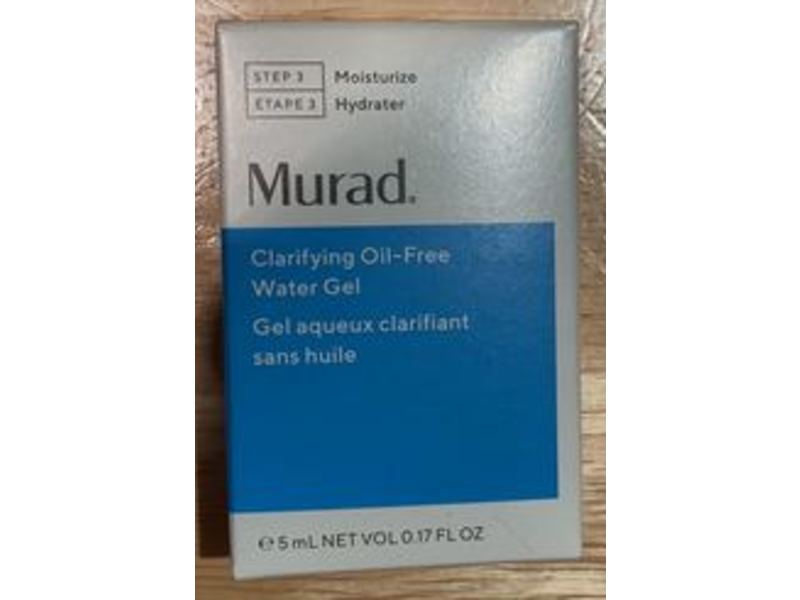 STEP 3 Moisturize
ETAPE 3 Hydrater
Murad.
Clarifying Oil-Free
Water Gel
Gel aqueux clarifiant
sans huile
℮ 5 mL NET VOL 0.17 FL OZ